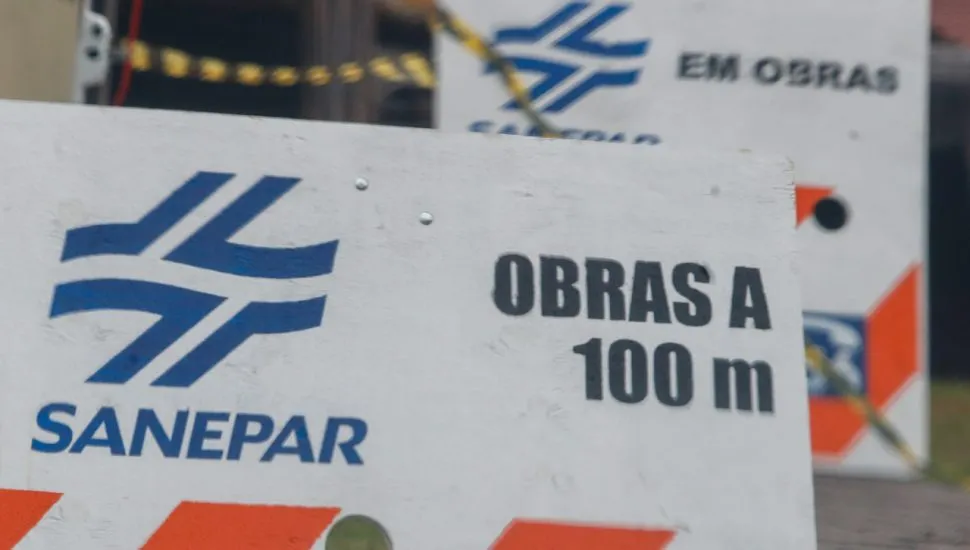 EM OBRAS
SANEPAR
SANEPAR
OBRAS A
100 m